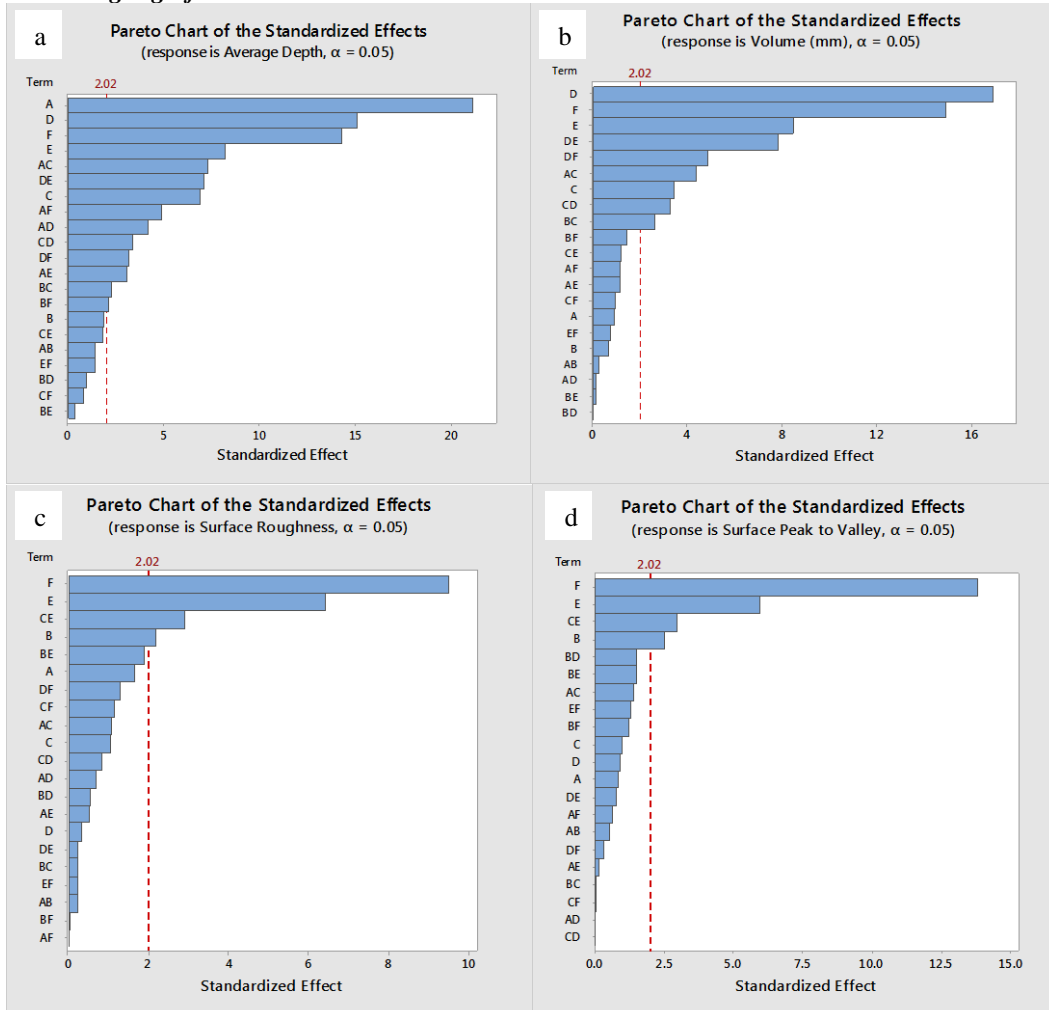 a
Pareto Chart of the Standardized Effects
(response is Average Depth, α = 0.05)
Term
2.02
A
D
F
E
AC
DE
C
AF
AD
CD
DF
AE
BC
BF
B
CE
AB
EF
BD
CF
BE
0 5 10 15 20
Standardized Effect
b
Pareto Chart of the Standardized Effects
(response is Volume (mm), α = 0.05)
Term
2.02
D
F
E
DE
DF
AC
C
CD
BC
BF
CE
AF
AE
CF
A
EF
B
AB
AD
BE
BD
0 4 8 12 16
Standardized Effect
c
Pareto Chart of the Standardized Effects
(response is Surface Roughness, α = 0.05)
Term
2.02
F
E
CE
B
BE
A
DF
CF
AC
C
CD
AD
BD
AE
D
DE
BC
EF
AB
BF
AF
0 2 4 6 8 10
Standardized Effect
d
Pareto Chart of the Standardized Effects
(response is Surface Peak to Valley, α = 0.05)
Term
2.02
F
E
CE
B
BD
BE
AC
EF
BF
C
D
A
DE
AF
AB
DF
AE
BC
CF
AD
CD
0.0 2.5 5.0 7.5 10.0 12.5 15.0
Standardized Effect